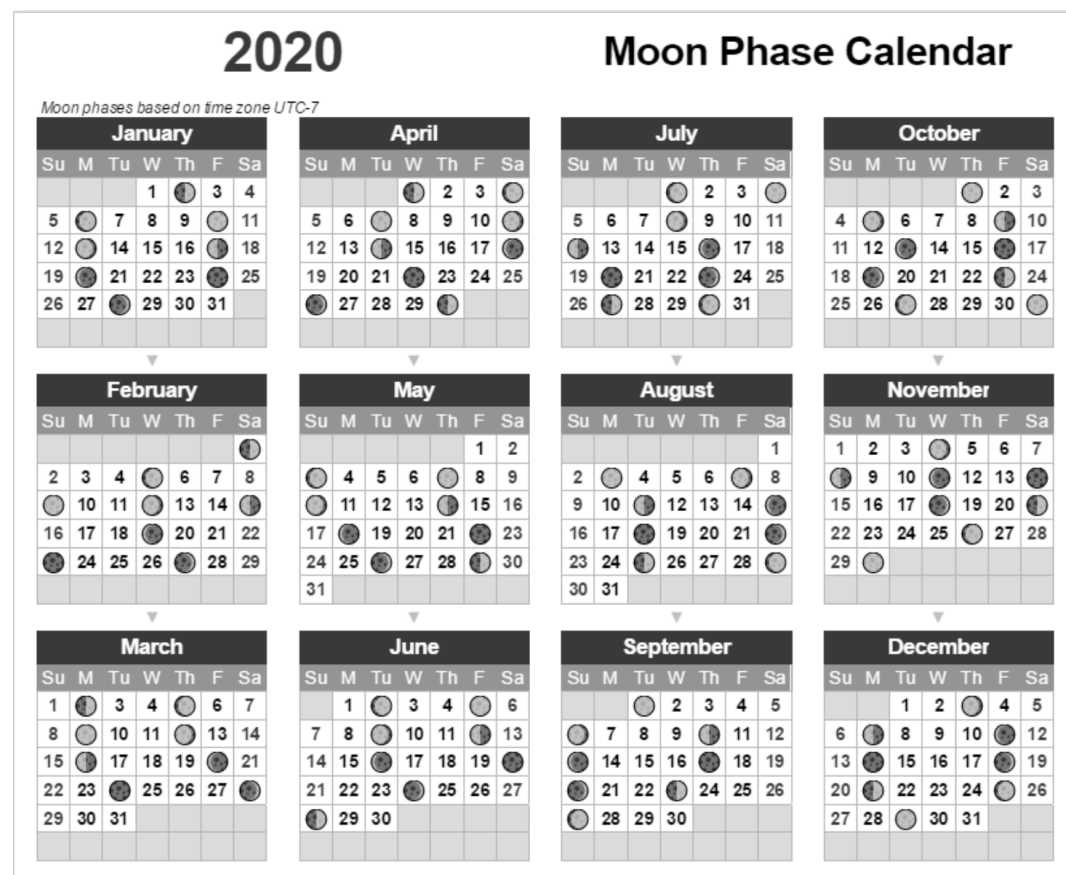 2020
Moon Phase Calendar
Moon phases based on time zone UTC-7
January
Su M Tu W Th F Sa
1 3 4
5 7 8 9 11
12 14 15 16 18
19 21 22 23 25
26 27 29 30 31
February
Su M Tu W Th F Sa
2 3 4 6 7 8
10 11 13 14
16 17 18 20 21 22
24 25 26 28 29
March
Su M Tu W Th F Sa
1 3 4 6 7
8 10 11 13 14
15 17 18 19 21
22 23 25 26 27
29 30 31
April
Su M Tu W Th F Sa
2 3
5 6 8 9 10
12 13 15 16 17
19 20 21 23 24 25
27 28 29
May
Su M Tu W Th F Sa
1 2
4 5 6 8 9
11 12 13 15 16
17 19 20 21 23
24 25 27 28 30
31
June
Su M Tu W Th F Sa
1 3 4 6
7 8 10 11 13
14 15 17 18 19
21 22 23 25 26 27
29 30
July
Su M Tu W Th F Sa
2 3
5 6 7 9 10 11
13 14 15 17 18
19 21 22 24 25
26 28 29 31
August
Su M Tu W Th F Sa
1
2 4 5 6 8
9 10 12 13 14
16 17 19 20 21
23 24 26 27 28
30 31
September
Su M Tu W Th F Sa
2 3 4 5
7 8 9 11 12
14 15 16 18 19
21 22 24 25 26
28 29 30
October
Su M Tu W Th F Sa
2 3
4 6 7 8 10
11 12 14 15 17
18 20 21 22 24
25 26 28 29 30
November
Su M Tu W Th F Sa
1 2 3 5 6 7
9 10 12 13
15 16 17 19 20
22 23 24 25 27 28
29
December
Su M Tu W Th F Sa
1 2 4 5
6 8 9 10 12
13 15 16 17 19
20 22 23 24 26
27 28 30 31